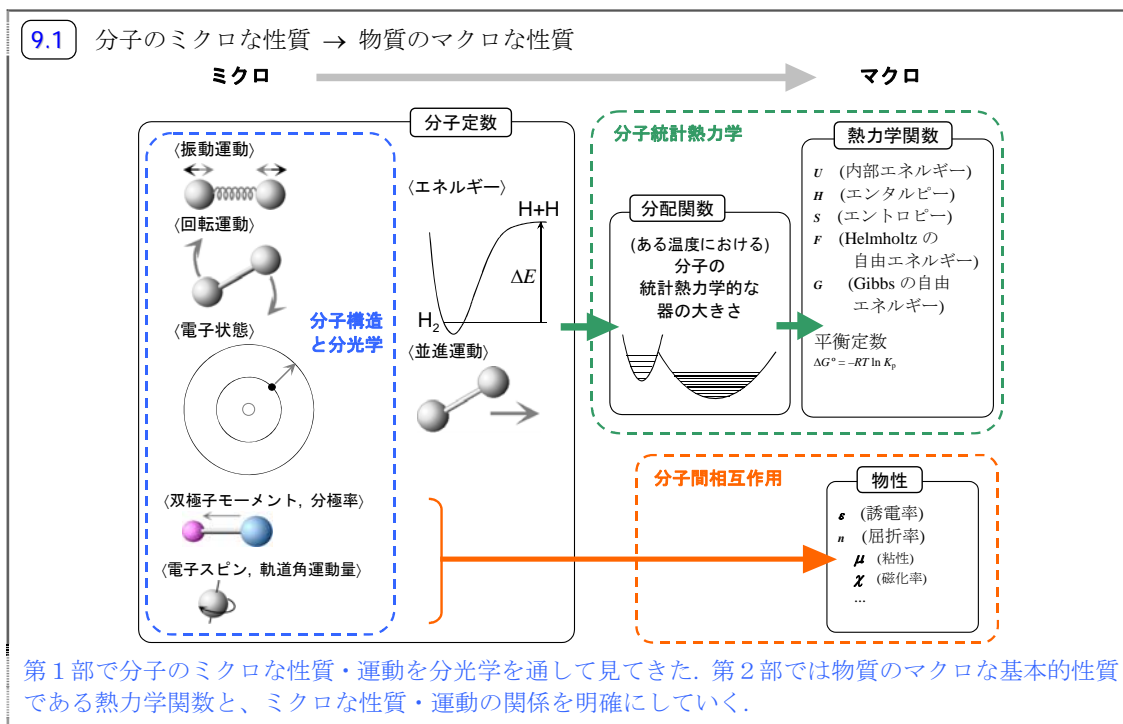 9.1 分子のミクロな性質 → 物質のマクロな性質
ミクロ
マクロ
分子定数
〈振動運動〉
〈回転運動〉
〈電子状態〉
分子構造
と分光学
〈双極子モーメント, 分極率〉
〈電子スピン, 軌道角運動量〉
〈エネルギー〉
H+H
ΔE
H₂
〈並進運動〉
分子統計熱力学
分配関数
(ある温度における)
分子の
統計熱力学的な
器の大きさ
熱力学関数
U (内部エネルギー)
H (エンタルピー)
S (エントロピー)
F (Helmholtz の
自由エネルギー)
G (Gibbs の自由
エネルギー)
平衡定数
ΔG° = –RT ln Kp
分子間相互作用
物性
ε (誘電率)
n (屈折率)
μ (粘性)
χ (磁化率)
...
第１部で分子のミクロな性質・運動を分光学を通して見てきた. 第２部では物質のマクロな基本的性質
である熱力学関数と、ミクロな性質・運動の関係を明確にしていく.